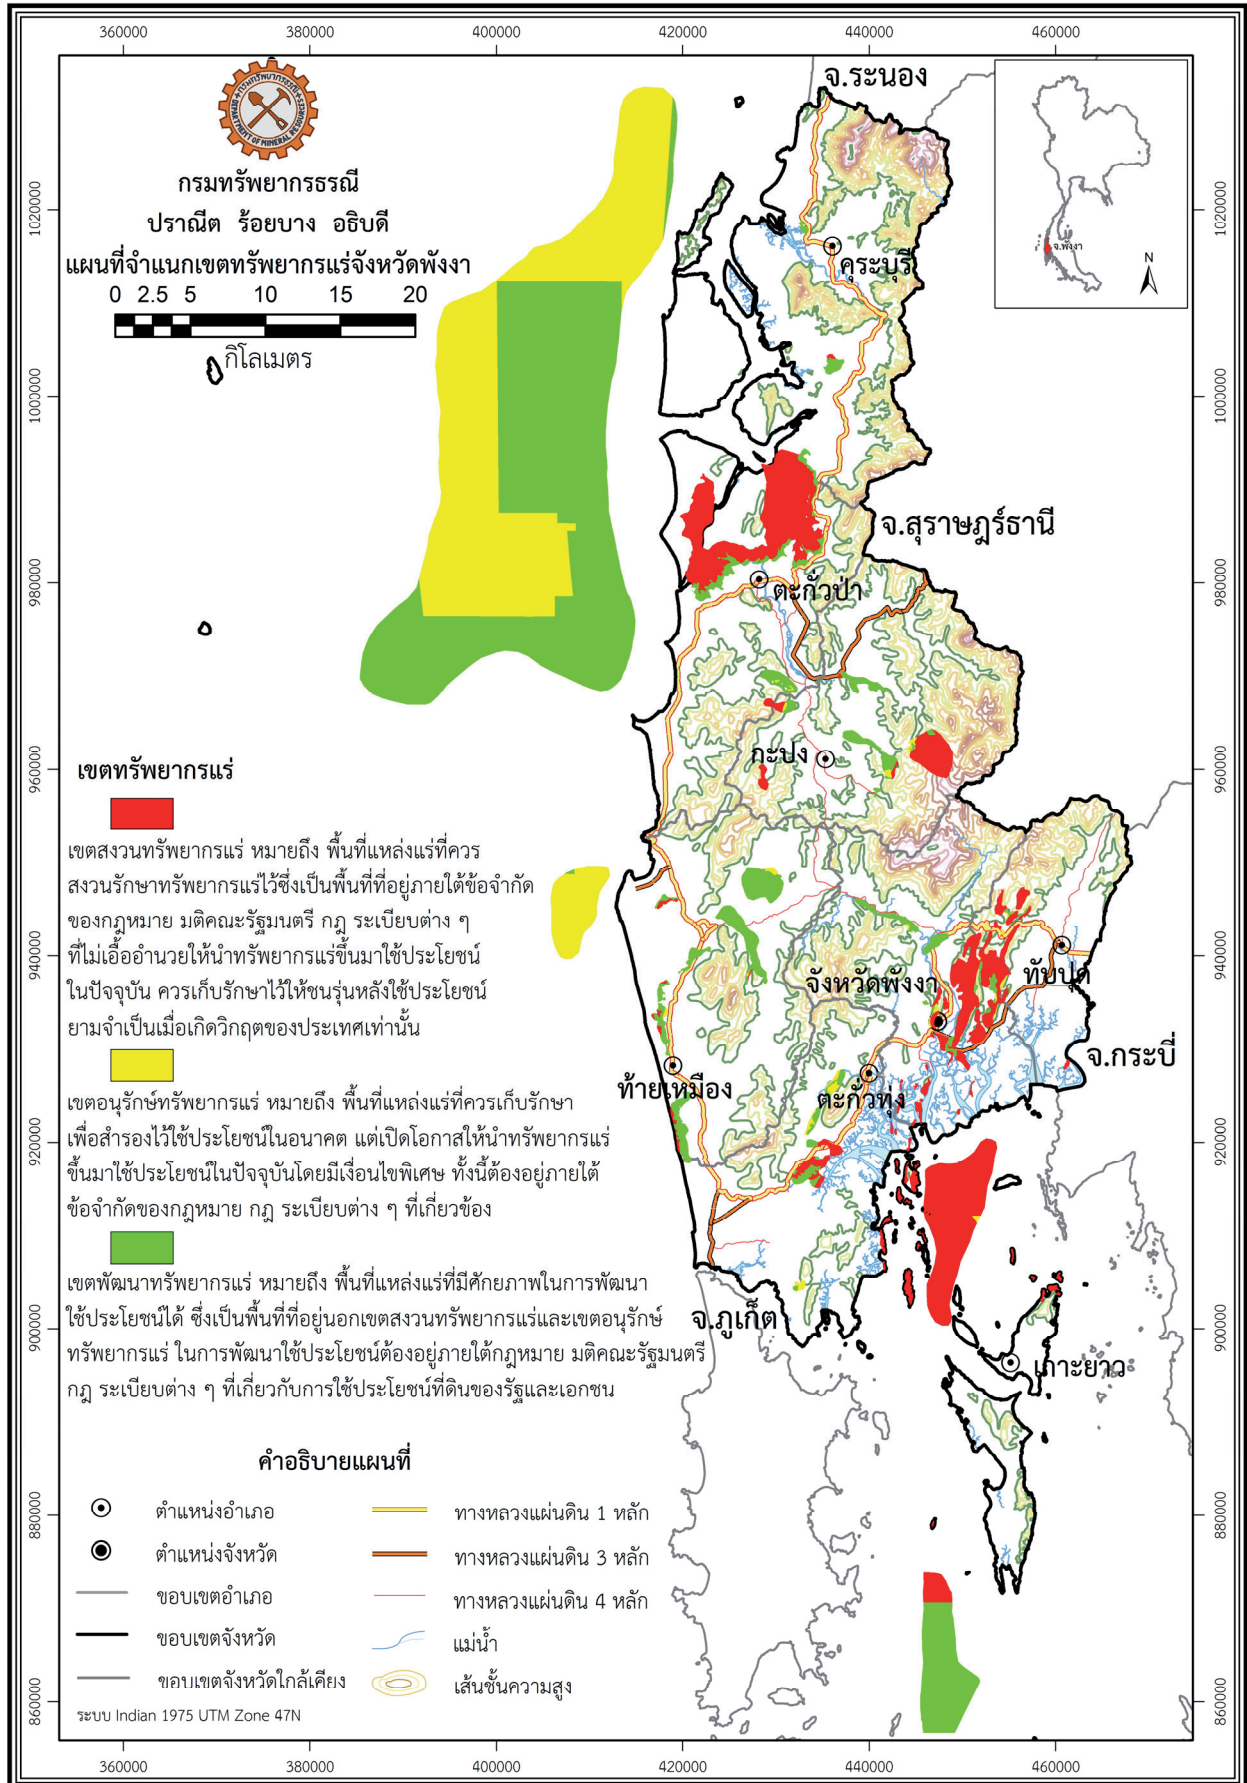 360000 380000 400000 420000 440000 460000
กรมทรัพยากรธรณี
DEPARTMENT OF MINERAL RESOURCES
กรมทรัพยากรธรณี
ปราณีต ร้อยบาง อธิบดี
แผนที่จำแนกเขตทรัพยากรแร่จังหวัดพังงา
0 2.5 5 10 15 20
กิโลเมตร
จ.ระนอง
จ.พังงา
N
คุระบุรี
จ.สุราษฎร์ธานี
ตะกั่วป่า
กะปง
จังหวัดพังงา
ทับปุด
จ.กระบี่
ท้ายเหมือง
ตะกั่วทุ่ง
จ.ภูเก็ต
เกาะยาว
เขตทรัพยากรแร่
เขตสงวนทรัพยากรแร่ หมายถึง พื้นที่แหล่งแร่ที่ควร
สงวนรักษาทรัพยากรแร่ไว้ซึ่งเป็นพื้นที่ที่อยู่ภายใต้ข้อจำกัด
ของกฎหมาย มติคณะรัฐมนตรี กฎ ระเบียบต่าง ๆ
ที่ไม่เอื้ออำนวยให้นำทรัพยากรแร่ขึ้นมาใช้ประโยชน์
ในปัจจุบัน ควรเก็บรักษาไว้ให้ชนรุ่นหลังใช้ประโยชน์
ยามจำเป็นเมื่อเกิดวิกฤตของประเทศเท่านั้น
เขตอนุรักษ์ทรัพยากรแร่ หมายถึง พื้นที่แหล่งแร่ที่ควรเก็บรักษา
เพื่อสำรองไว้ใช้ประโยชน์ในอนาคต แต่เปิดโอกาสให้นำทรัพยากรแร่
ขึ้นมาใช้ประโยชน์ในปัจจุบันโดยมีเงื่อนไขพิเศษ ทั้งนี้ต้องอยู่ภายใต้
ข้อจำกัดของกฎหมาย กฎ ระเบียบต่าง ๆ ที่เกี่ยวข้อง
เขตพัฒนาทรัพยากรแร่ หมายถึง พื้นที่แหล่งแร่ที่มีศักยภาพในการพัฒนา
ใช้ประโยชน์ได้ ซึ่งเป็นพื้นที่ที่อยู่นอกเขตสงวนทรัพยากรแร่และเขตอนุรักษ์
ทรัพยากรแร่ ในการพัฒนาใช้ประโยชน์ต้องอยู่ภายใต้กฎหมาย มติคณะรัฐมนตรี
กฎ ระเบียบต่าง ๆ ที่เกี่ยวกับการใช้ประโยชน์ที่ดินของรัฐและเอกชน
คำอธิบายแผนที่
ตำแหน่งอำเภอ
ตำแหน่งจังหวัด
ขอบเขตอำเภอ
ขอบเขตจังหวัด
ขอบเขตจังหวัดใกล้เคียง
ทางหลวงแผ่นดิน 1 หลัก
ทางหลวงแผ่นดิน 3 หลัก
ทางหลวงแผ่นดิน 4 หลัก
แม่น้ำ
เส้นชั้นความสูง
ระบบ Indian 1975 UTM Zone 47N
1020000
1000000
980000
960000
940000
920000
900000
880000
860000
1020000
1000000
980000
960000
940000
920000
900000
880000
860000
360000 380000 400000 420000 440000 460000